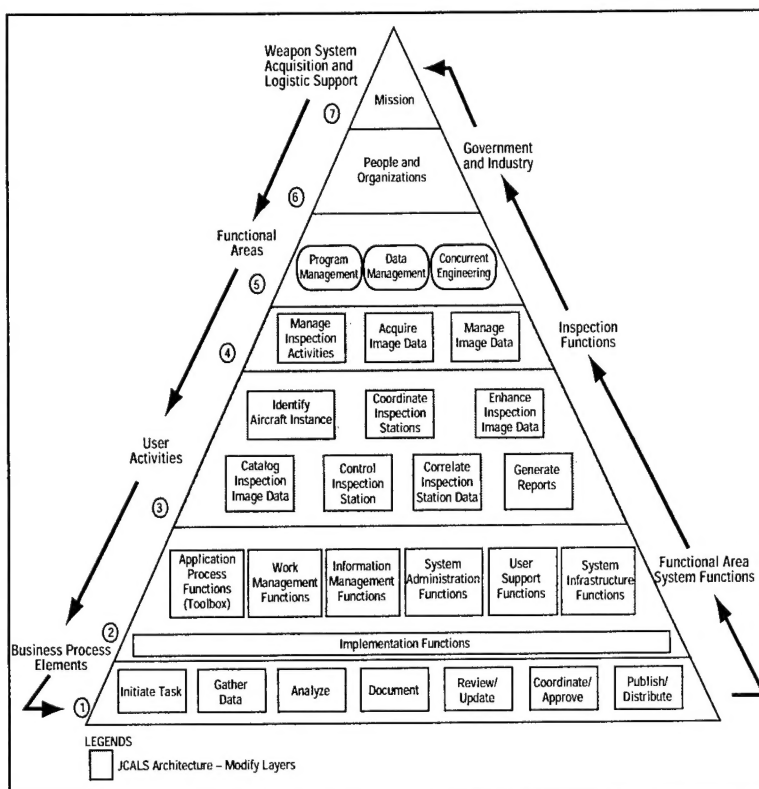 Weapon System
Acquisition and
Logistic Support
Mission
7
Government
and Industry
People and
Organizations
6
Functional
Areas
Program
Management
Data
Management
Concurrent
Engineering
5
Manage
Inspection
Activities
Acquire
Image Data
Manage
Image Data
Inspection
Functions
4
Identify
Aircraft Instance
Coordinate
Inspection
Stations
Enhance
Inspection
Image Data
User
Activities
Catalog
Inspection
Image Data
Control
Inspection
Station
Correlate
Inspection
Station Data
Generate
Reports
3
Application
Process
Functions
(Toolbox)
Work
Management
Functions
Information
Management
Functions
System
Administration
Functions
User
Support
Functions
System
Infrastructure
Functions
Functional Area
System Functions
2
Business Process
Elements
Implementation Functions
1
Initiate Task
Gather
Data
Analyze
Document
Review/
Update
Coordinate/
Approve
Publish/
Distribute
LEGENDS
JCALS Architecture – Modify Layers